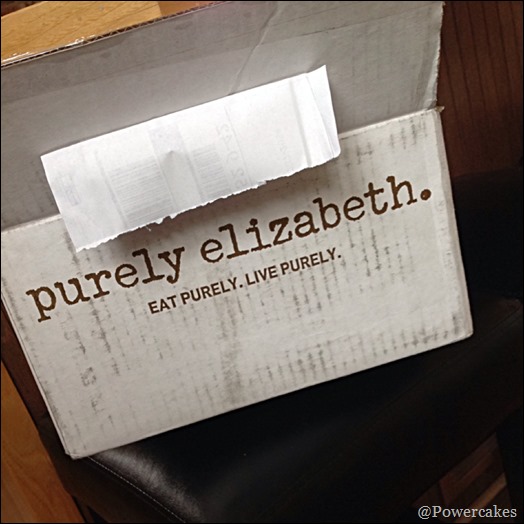 purely elizabeth.
EAT PURELY. LIVE PURELY.
@Powercakes